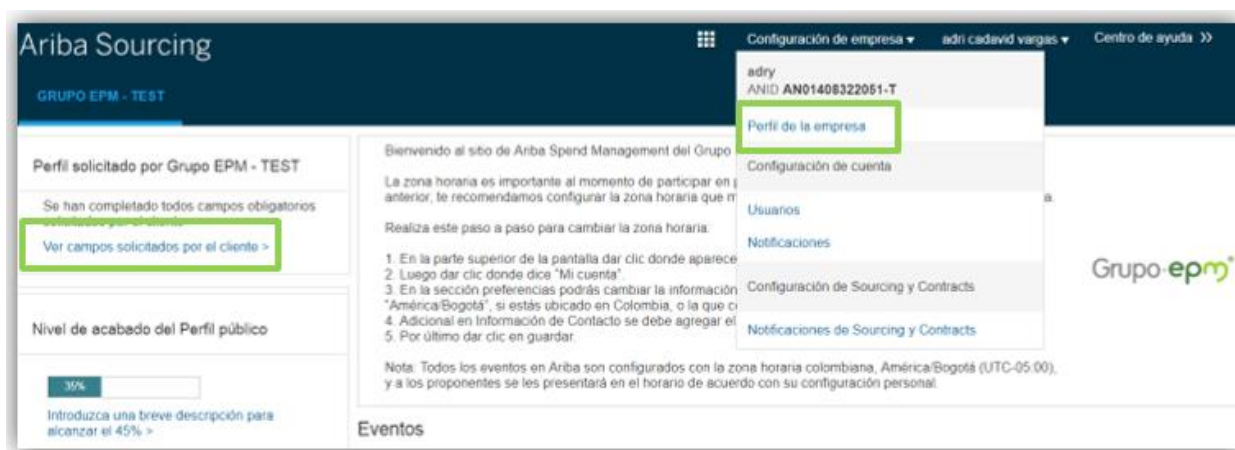 Ariba Sourcing
Configuración de empresa
adri cadavid vargas
Centro de ayuda
GRUPO EPM - TEST
adry
ANID AN01408322051-T
Perfil de la empresa
Configuración de cuenta
Usuarios
Notificaciones
Configuración de Sourcing y Contracts
Notificaciones de Sourcing y Contracts
Perfil solicitado por Grupo EPM - TEST
Se han completado todos campos obligatorios
Ver campos solicitados por el cliente >
Nivel de acabado del Perfil público
35%
Introduzca una breve descripción para
alcanzar el 45% >
Bienvenido al sitio de Ariba Spend Management del Grupo
La zona horaria es importante al momento de participar en
anterior, te recomendamos configurar la zona horaria que
Realiza este paso a paso para cambiar la zona horaria:
1. En la parte superior de la pantalla dar clic donde aparece
2. Luego dar clic donde dice "Mi cuenta".
3. En la sección preferencias podrás cambiar la información
"América/Bogotá", si estás ubicado en Colombia, o la que
4. Adicional en Información de Contacto se debe agregar el
5. Por último dar clic en guardar.
Nota: Todos los eventos en Ariba son configurados con la zona horaria colombiana, América/Bogotá (UTC-05:00),
y a los proponentes se les presentará en el horario de acuerdo con su configuración personal.
Grupo·epm®
Eventos